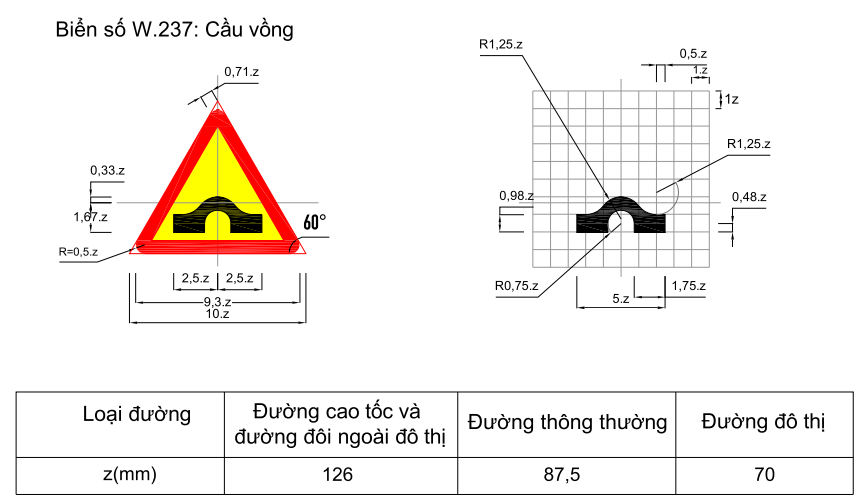 Biển số W.237: Cầu vồng
0,71.z
0,33.z
1,67.z
60°
R=0,5.z
2,5.z 2,5.z
9,3.z
10.z
R1,25.z
0,5.z
1.z
1z
R1,25.z
0,98.z
0,48.z
R0,75.z
1,75.z
5.z
Loại đường
Đường cao tốc và
đường đôi ngoài đô thị
Đường thông thường
Đường đô thị
z(mm) 126 87,5 70